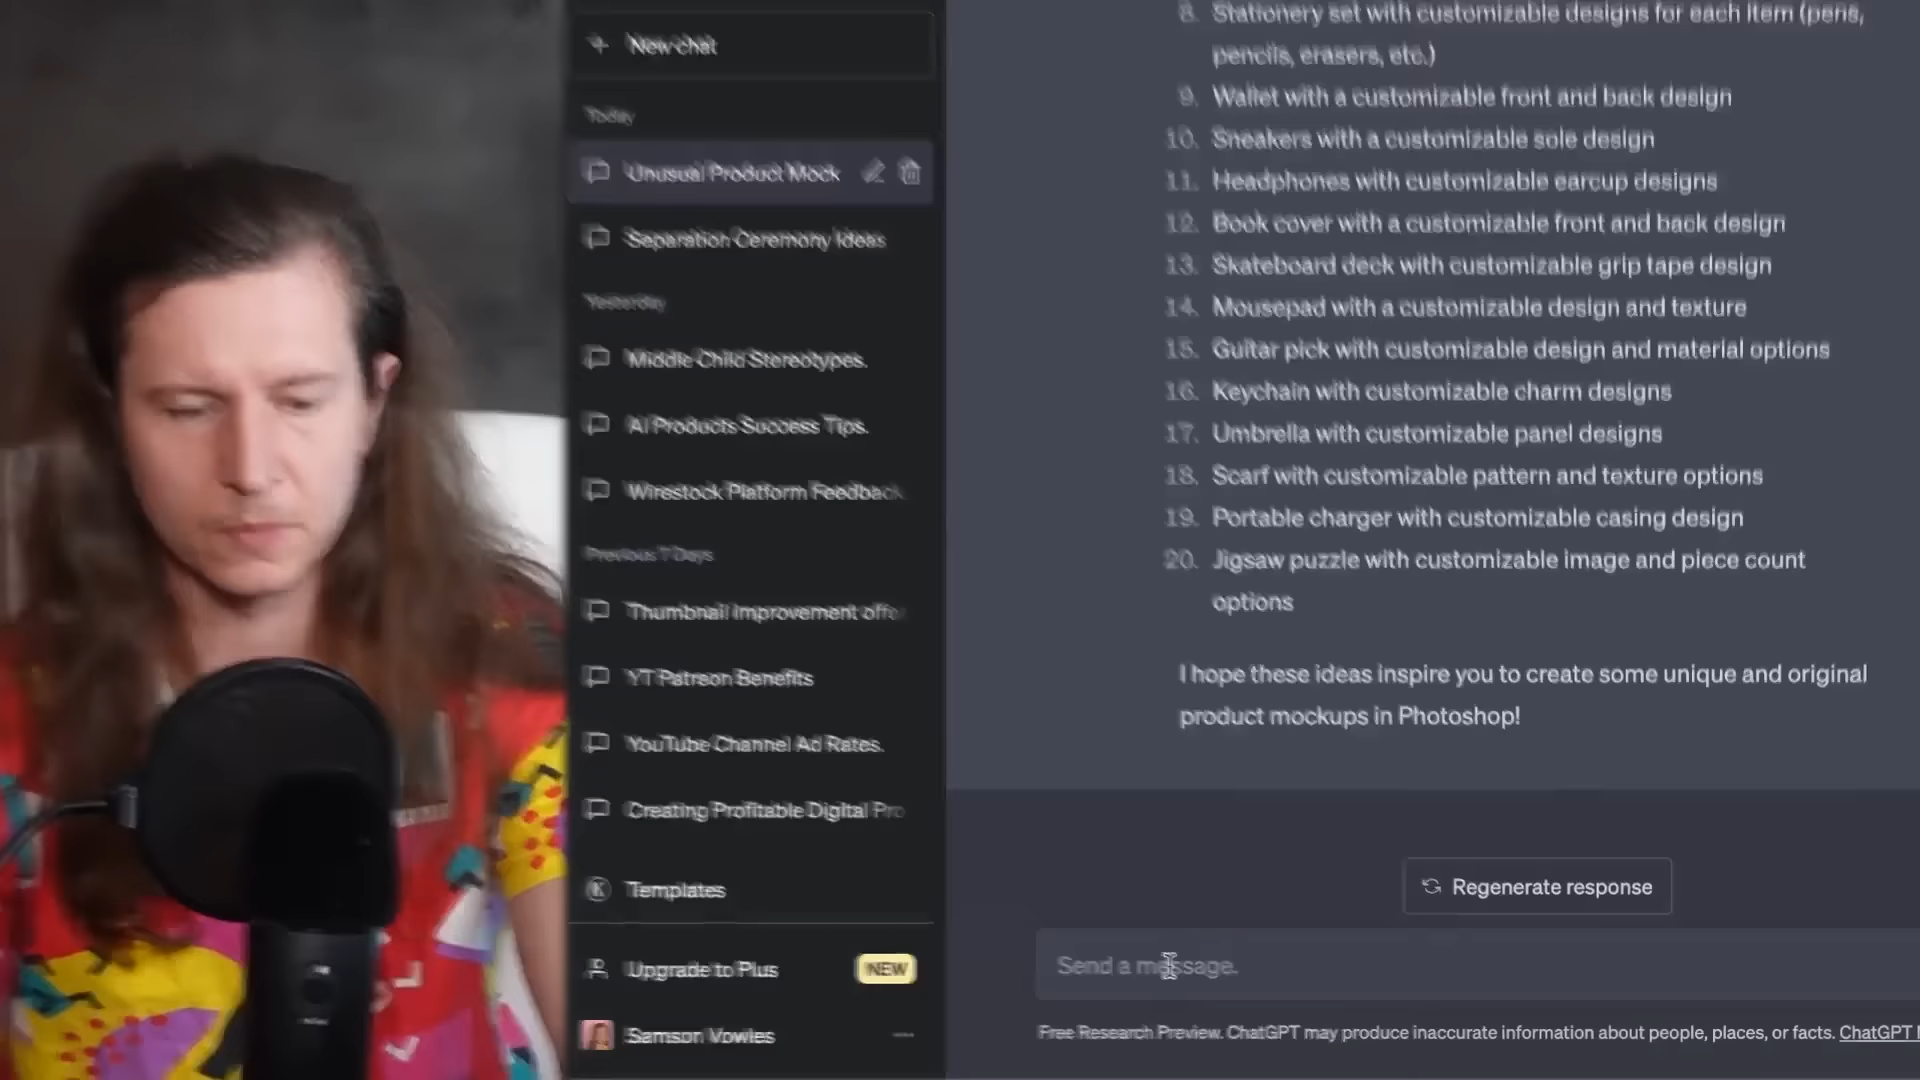 New chat
Today
Unusual Product Mock
Separation Ceremony Ideas
Yesterday
Middle Child Stereotypes.
AI Products Success Tips.
Wirestock Platform Feedback
Previous 7 Days
Thumbnail improvement offe
YT Patreon Benefits
YouTube Channel Ad Rates.
Creating Profitable Digital Pro
Templates
Upgrade to Plus NEW
Samson Vowles
8. Stationery set with customizable designs for each item (pens,
pencils, erasers, etc.)
9. Wallet with a customizable front and back design
10. Sneakers with a customizable sole design
11. Headphones with customizable earcup designs
12. Book cover with a customizable front and back design
13. Skateboard deck with customizable grip tape design
14. Mousepad with a customizable design and texture
15. Guitar pick with customizable design and material options
16. Keychain with customizable charm designs
17. Umbrella with customizable panel designs
18. Scarf with customizable pattern and texture options
19. Portable charger with customizable casing design
20. Jigsaw puzzle with customizable image and piece count
options
I hope these ideas inspire you to create some unique and original
product mockups in Photoshop!
Regenerate response
Send a message.
Free Research Preview. ChatGPT may produce inaccurate information about people, places, or facts. ChatGPT